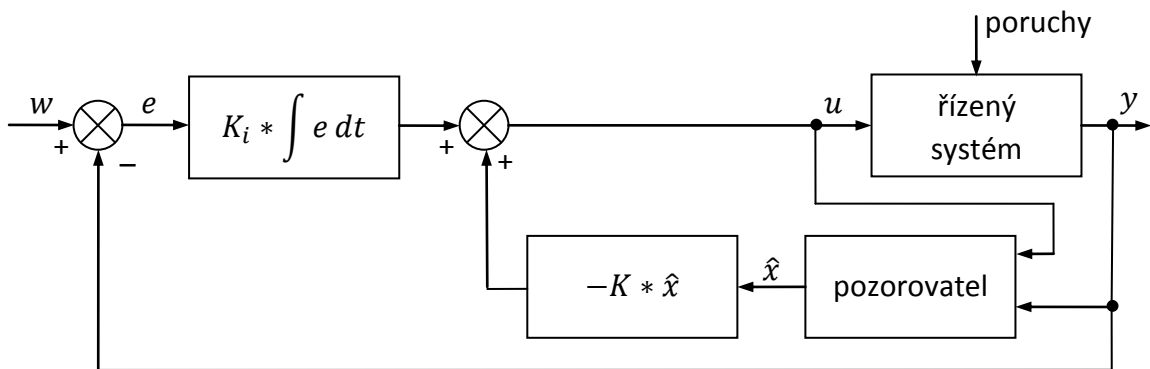 poruchy
w
e
K_i * ∫ e dt
u
řízený
systém
y
+
−
+
+
−K * x̂
x̂
pozorovatel